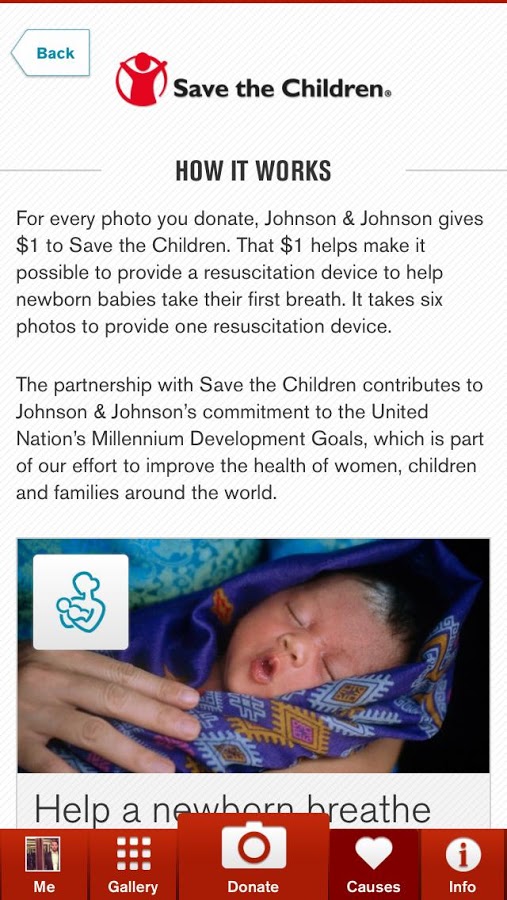 Back
Save the Children®
HOW IT WORKS
For every photo you donate, Johnson & Johnson gives
$1 to Save the Children. That $1 helps make it
possible to provide a resuscitation device to help
newborn babies take their first breath. It takes six
photos to provide one resuscitation device.
The partnership with Save the Children contributes to
Johnson & Johnson's commitment to the United
Nation's Millennium Development Goals, which is part
of our effort to improve the health of women, children
and families around the world.
Help a newborn breathe
Me
Gallery
Donate
Causes
Info